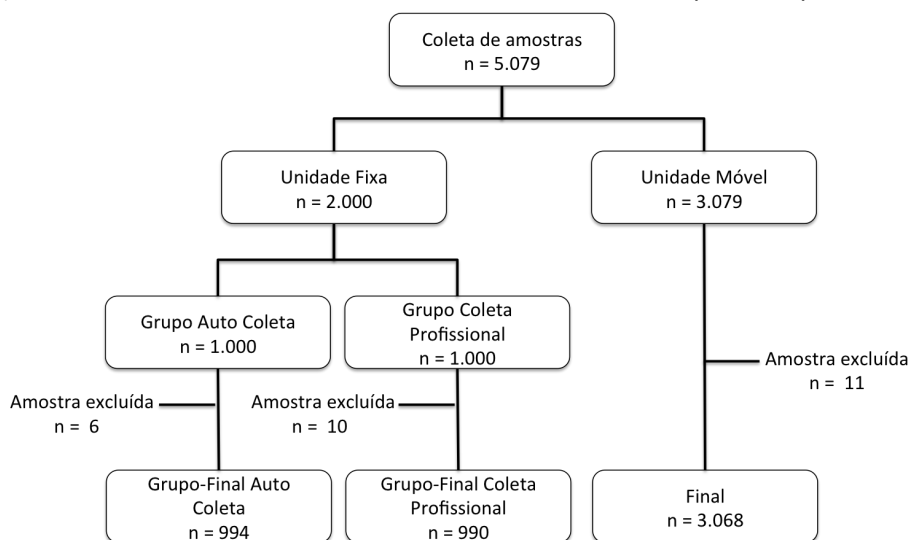 Coleta de amostras
n = 5.079
Unidade Fixa
n = 2.000
Unidade Móvel
n = 3.079
Grupo Auto Coleta
n = 1.000
Grupo Coleta
Profissional
n = 1.000
Amostra excluída
n = 11
Amostra excluída
n = 6
Amostra excluída
n = 10
Grupo-Final Auto
Coleta
n = 994
Grupo-Final Coleta
Profissional
n = 990
Final
n = 3.068